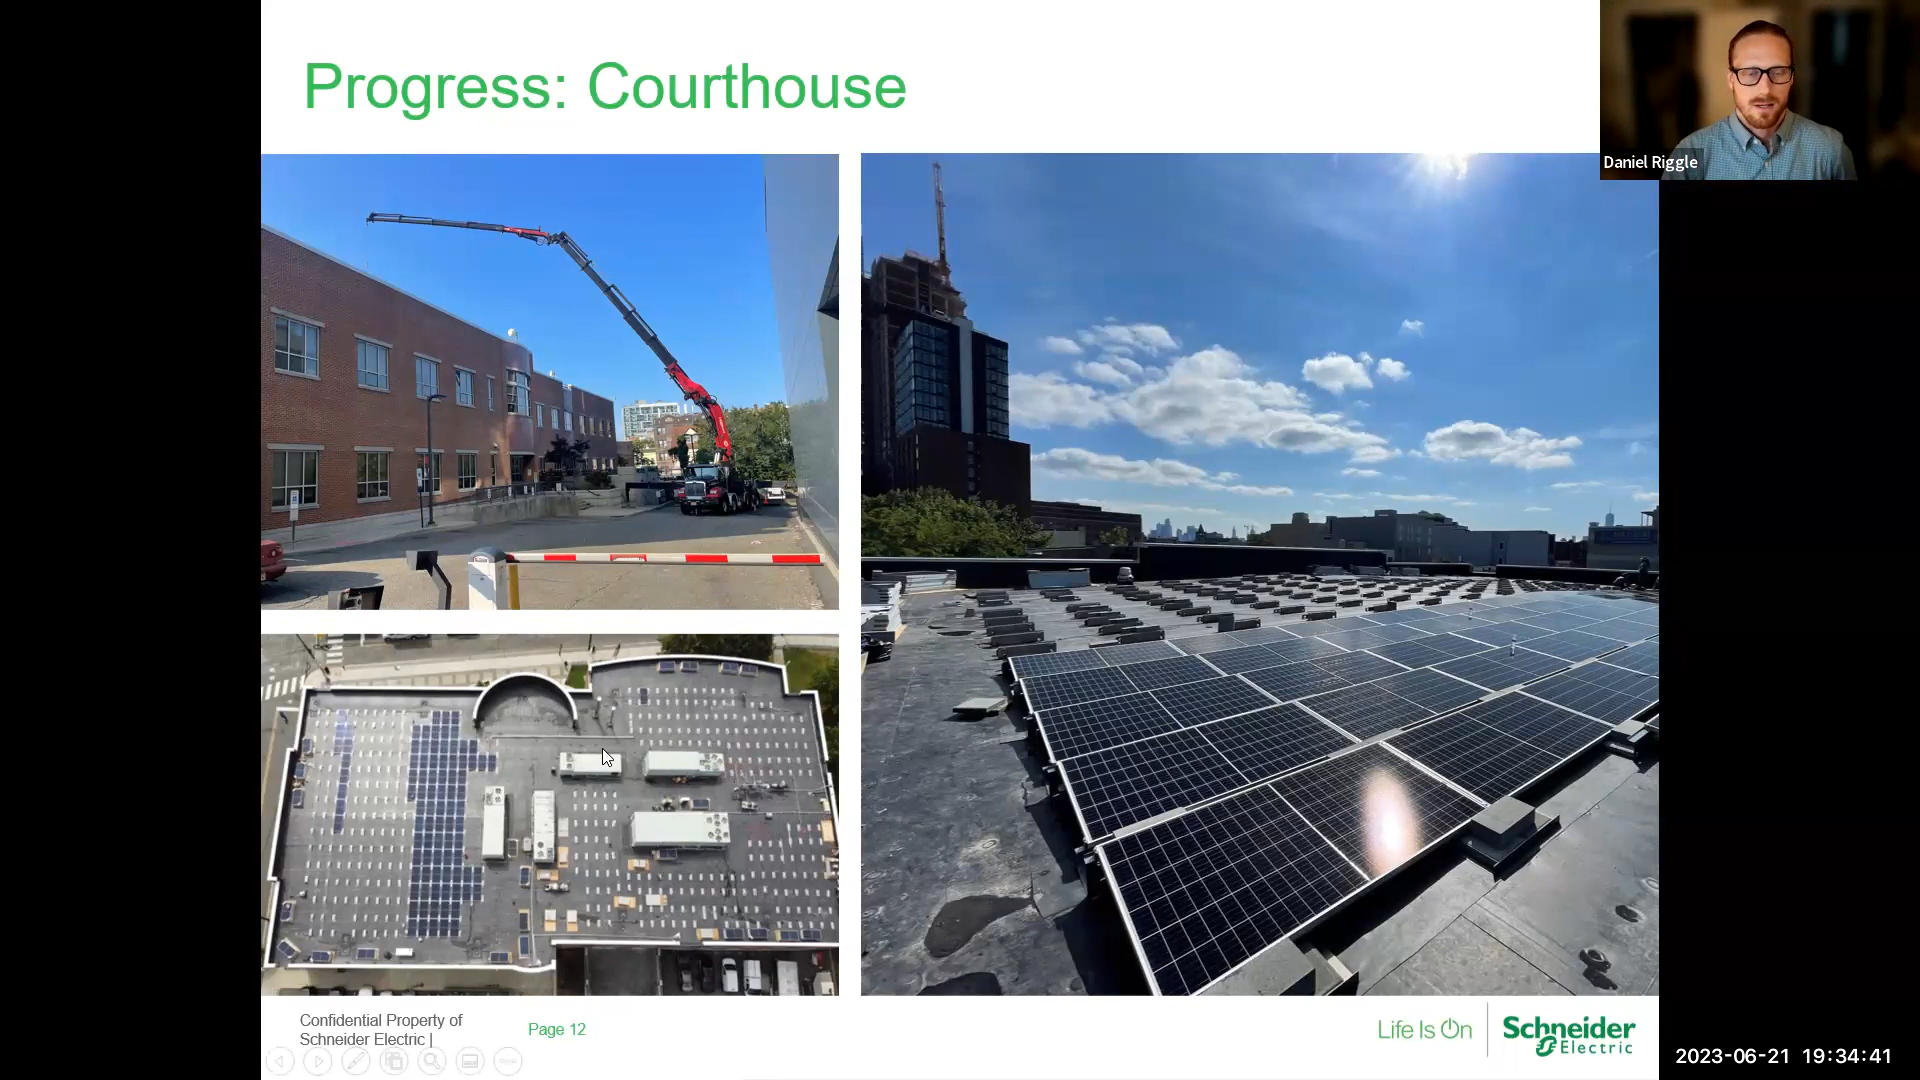 Progress: Courthouse
Daniel Riggle
Confidential Property of
Schneider Electric |
Page 12
Life Is On
Schneider
Electric
2023-06-21 19:34:41